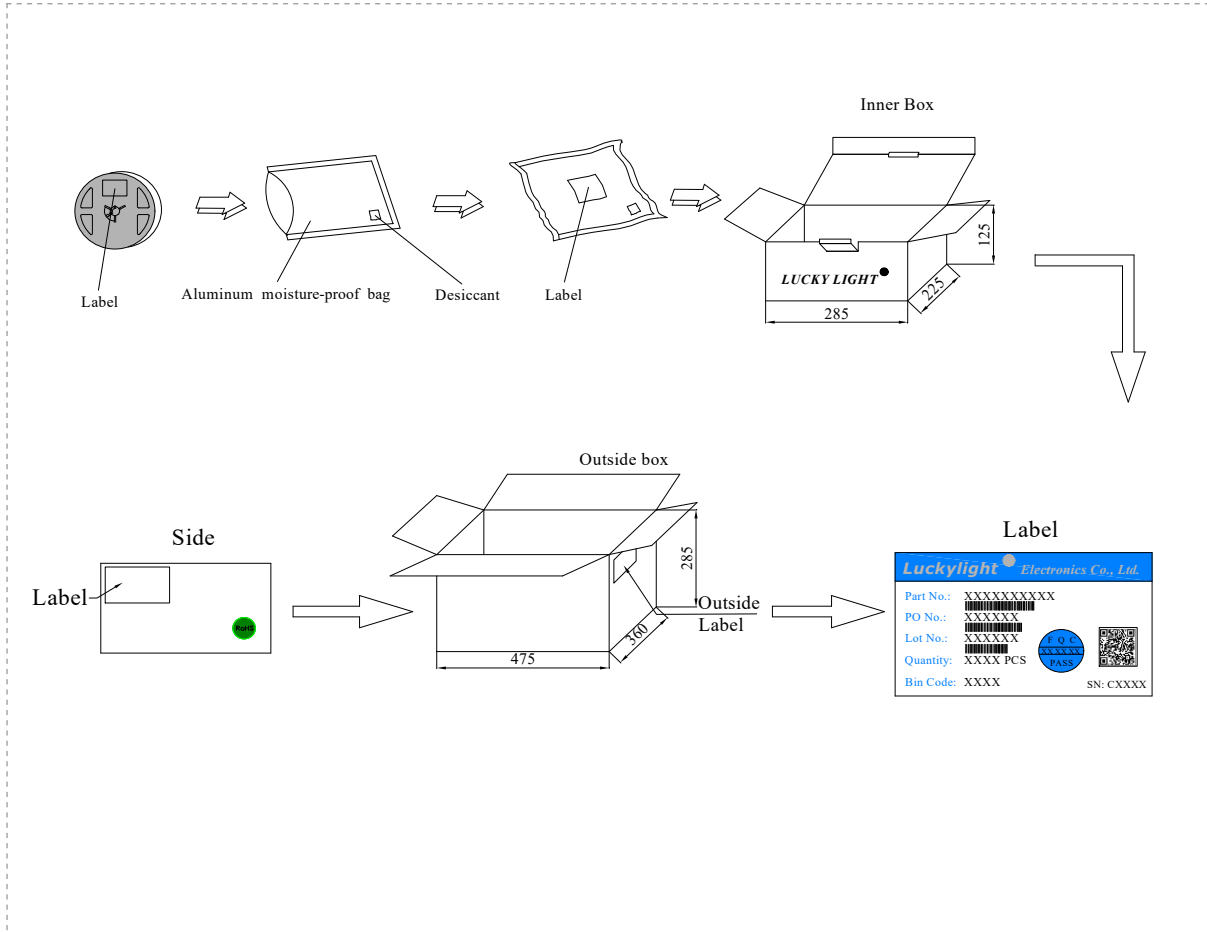 Inner Box
Label
Aluminum moisture-proof bag
Desiccant
Label
LUCKY LIGHT
125
225
285
Outside box
Side
Label
RoHS
285
360
475
Outside
Label
Label
Luckylight Electronics Co., Ltd.
Part No.: XXXXXXXXXX
PO No.: XXXXXX
Lot No.: XXXXXX
Quantity: XXXX PCS
Bin Code: XXXX
F Q C
XXXXXX
PASS
SN: CXXXX